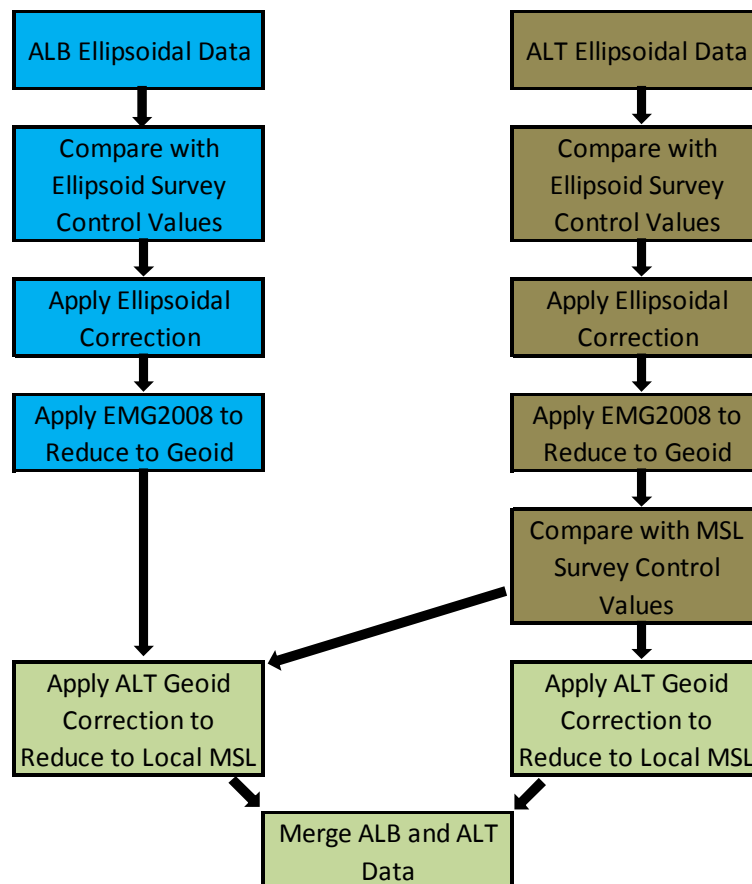 ALB Ellipsoidal Data
ALT Ellipsoidal Data
Compare with
Ellipsoid Survey
Control Values
Compare with
Ellipsoid Survey
Control Values
Apply Ellipsoidal
Correction
Apply Ellipsoidal
Correction
Apply EMG2008 to
Reduce to Geoid
Apply EMG2008 to
Reduce to Geoid
Compare with MSL
Survey Control
Values
Apply ALT Geoid
Correction to
Reduce to Local MSL
Apply ALT Geoid
Correction to
Reduce to Local MSL
Merge ALB and ALT
Data